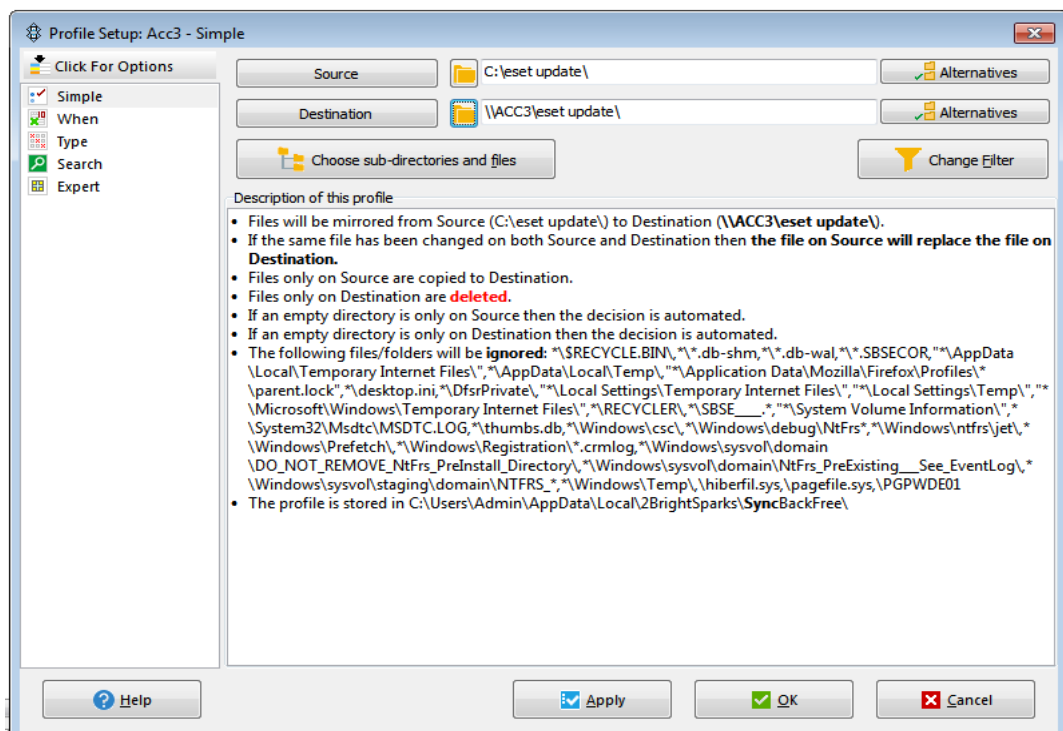 Profile Setup: Acc3 - Simple
Click For Options
Simple
When
Type
Search
Expert
Source
C:\eset update\
Alternatives
Destination
\\ACC3\eset update\
Alternatives
Choose sub-directories and files
Change Filter
Description of this profile
• Files will be mirrored from Source (C:\eset update\) to Destination (\\ACC3\eset update\).
• If the same file has been changed on both Source and Destination then the file on Source will replace the file on
Destination.
• Files only on Source are copied to Destination.
• Files only on Destination are deleted.
• If an empty directory is only on Source then the decision is automated.
• If an empty directory is only on Destination then the decision is automated.
• The following files/folders will be ignored: *\$RECYCLE.BIN\,*\*.db-shm,*\*.db-wal,*\*.SBSECOR,"*\AppData
\Local\Temporary Internet Files\",*\AppData\Local\Temp\,"*\Application Data\Mozilla\Firefox\Profiles\*
\parent.lock",*\desktop.ini,*\DfsrPrivate\,"*\Local Settings\Temporary Internet Files\","*\Local Settings\Temp\","*
\Microsoft\Windows\Temporary Internet Files\",*\RECYCLER\,*\SBSE___.*,"*\System Volume Information\",*
\System32\Msdtc\MSDTC.LOG,*\thumbs.db,*\Windows\csc\,*\Windows\debug\NtFrs*,*\Windows\ntfrs\jet\,*
\Windows\Prefetch\,*\Windows\Registration\*.crmlog,*\Windows\sysvol\domain
\DO_NOT_REMOVE_NtFrs_PreInstall_Directory\,*\Windows\sysvol\domain\NtFrs_PreExisting___See_EventLog\,*
\Windows\sysvol\staging\domain\NTFRS_*,*\Windows\Temp\,\hiberfil.sys,\pagefile.sys,\PGPWDE01
• The profile is stored in C:\Users\Admin\AppData\Local\2BrightSparks\SyncBackFree\
Help
Apply
OK
Cancel